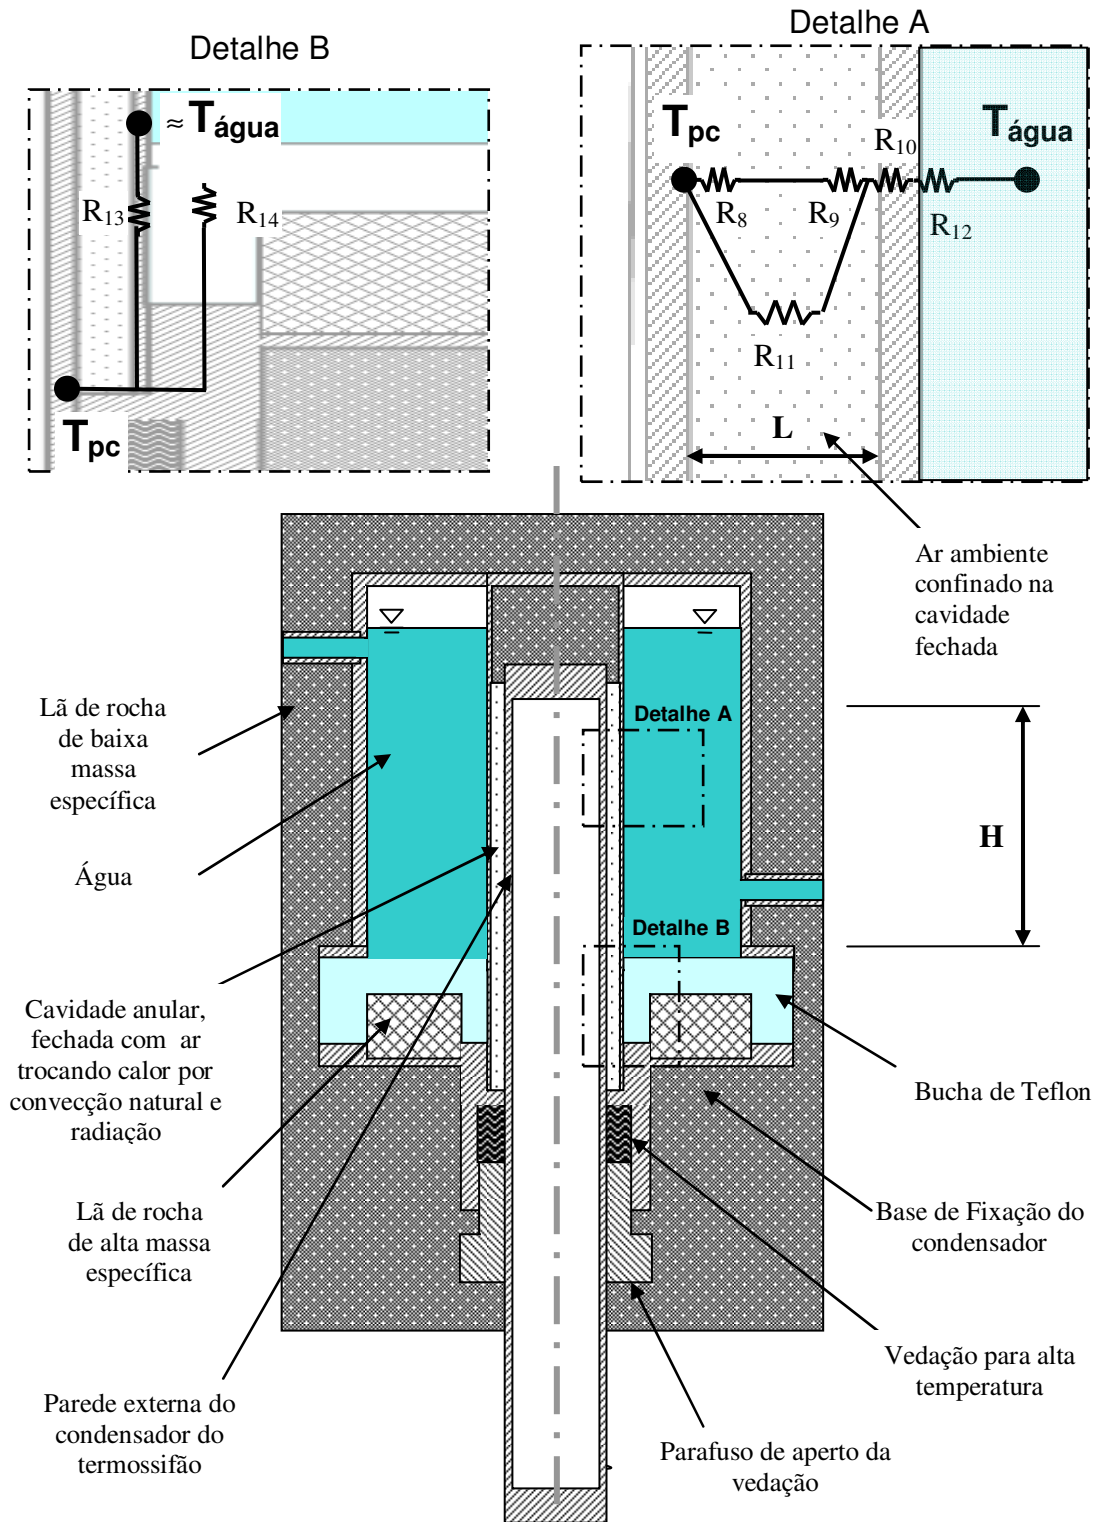 Detalhe B
Detalhe A
≈ Tágua
R13
R14
Tpc
Tpc
Tágua
R10
R8
R9
R12
R11
L
Ar ambiente
confinado na
cavidade
fechada
Lã de rocha
de baixa
massa
específica
Detalhe A
H
Água
Detalhe B
Cavidade anular,
fechada com ar
trocando calor por
convecção natural e
radiação
Bucha de Teflon
Lã de rocha
de alta massa
específica
Base de Fixação do
condensador
Vedação para alta
temperatura
Parede externa do
condensador do
termossifão
Parafuso de aperto da
vedação